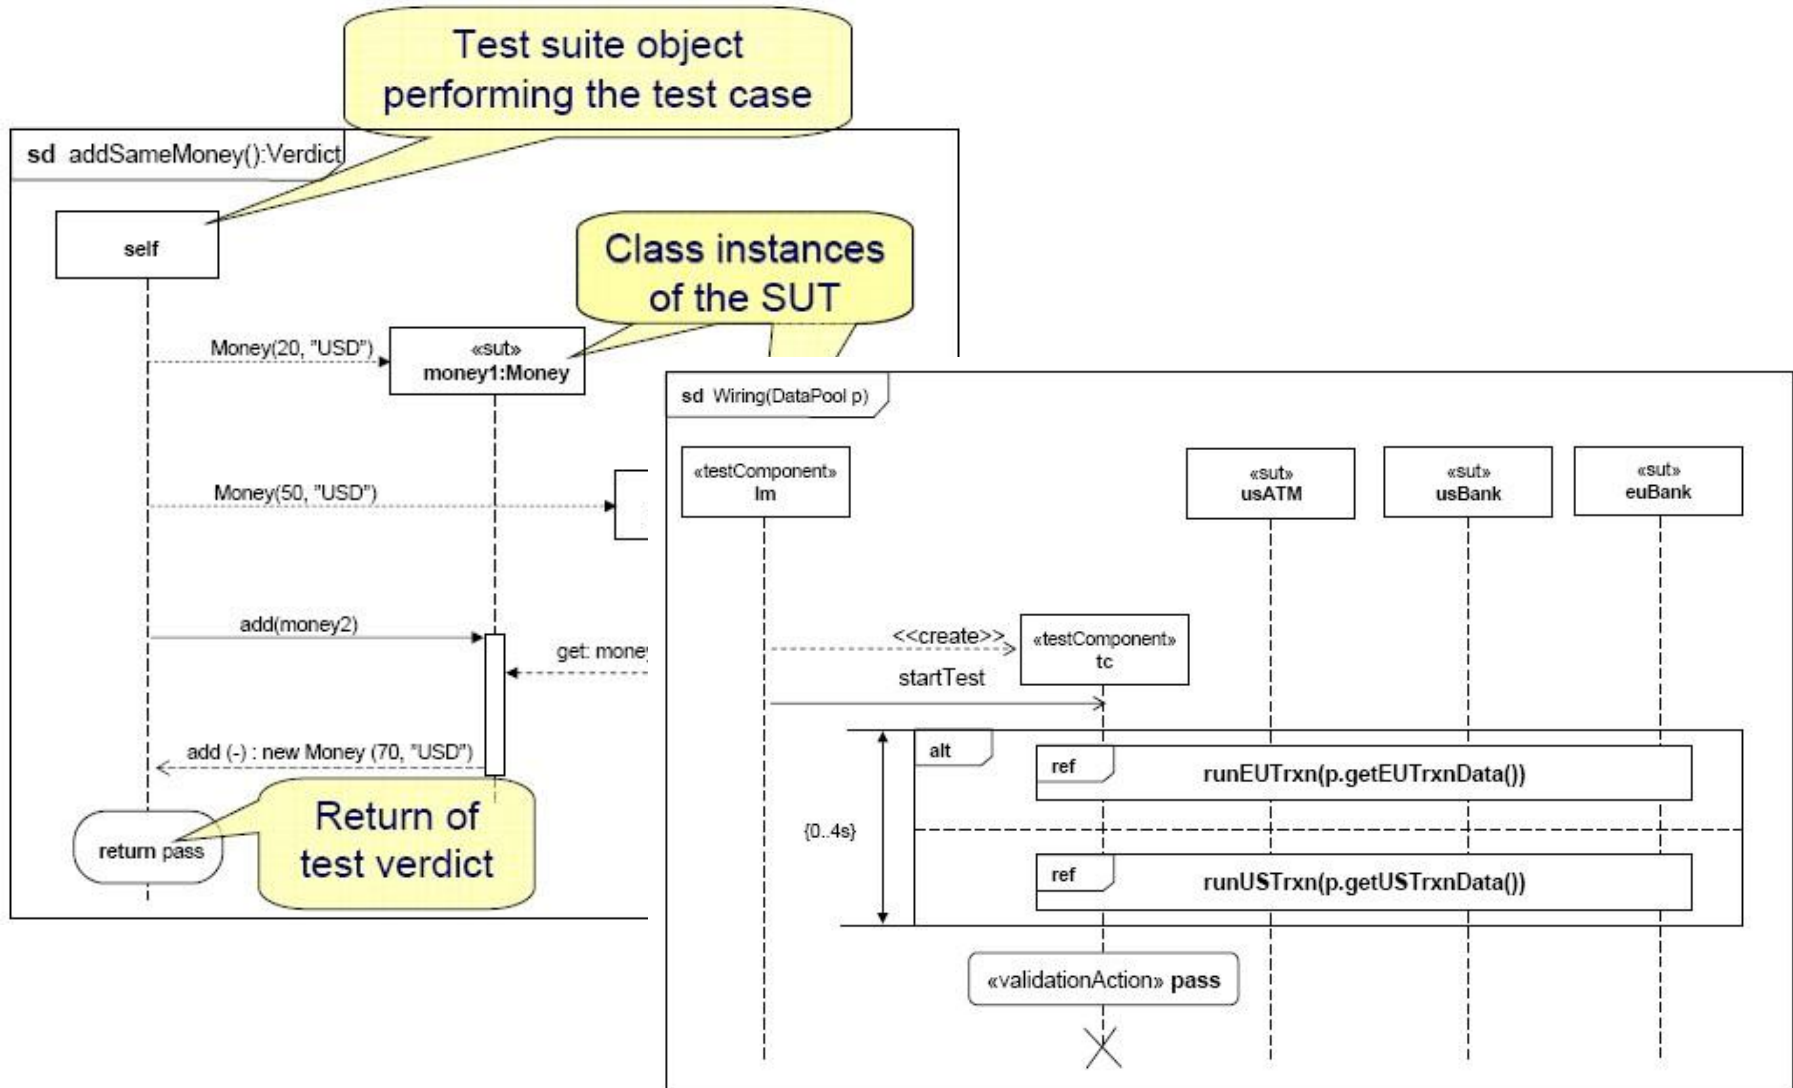 Test suite object
performing the test case
sd addSameMoney():Verdict
self
Class instances
of the SUT
Money(20, "USD")
«sut»
money1:Money
Money(50, "USD")
add(money2)
get: mone
add (-) : new Money (70, "USD")
return pass
Return of
test verdict
sd Wiring(DataPool p)
«testComponent»
lm
«sut»
usATM
«sut»
usBank
«sut»
euBank
<<create>>
«testComponent»
tc
startTest
alt
ref
runEUTrxn(p.getEUTrxnData())
{0..4s}
ref
runUSTrxn(p.getUSTrxnData())
«validationAction» pass